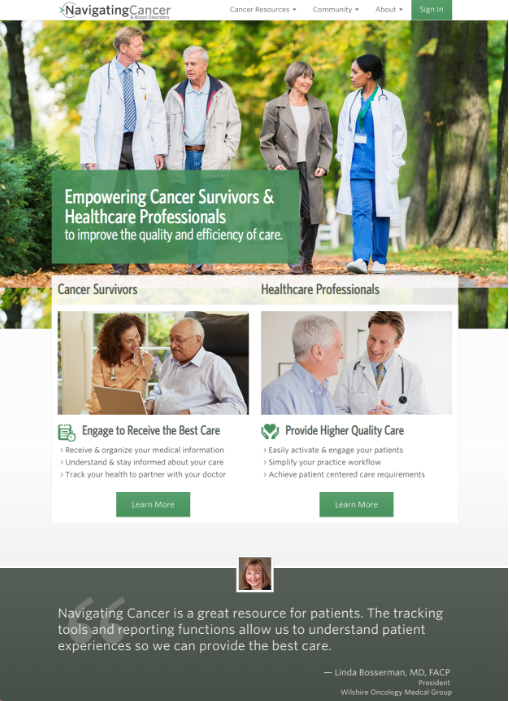 NavigatingCancer
& Blood Disorders
Cancer Resources
Community
About
Sign In
Empowering Cancer Survivors &
Healthcare Professionals
to improve the quality and efficiency of care.
Cancer Survivors
Healthcare Professionals
Engage to Receive the Best Care
Receive & organize your medical information
Understand & stay informed about your care
Track your health to partner with your doctor
Learn More
Provide Higher Quality Care
Easily activate & engage your patients
Simplify your practice workflow
Achieve patient centered care requirements
Learn More
“
Navigating Cancer is a great resource for patients. The tracking
tools and reporting functions allow us to understand patient
experiences so we can provide the best care.
— Linda Bosserman, MD, FACP
President
Wilshire Oncology Medcal Group